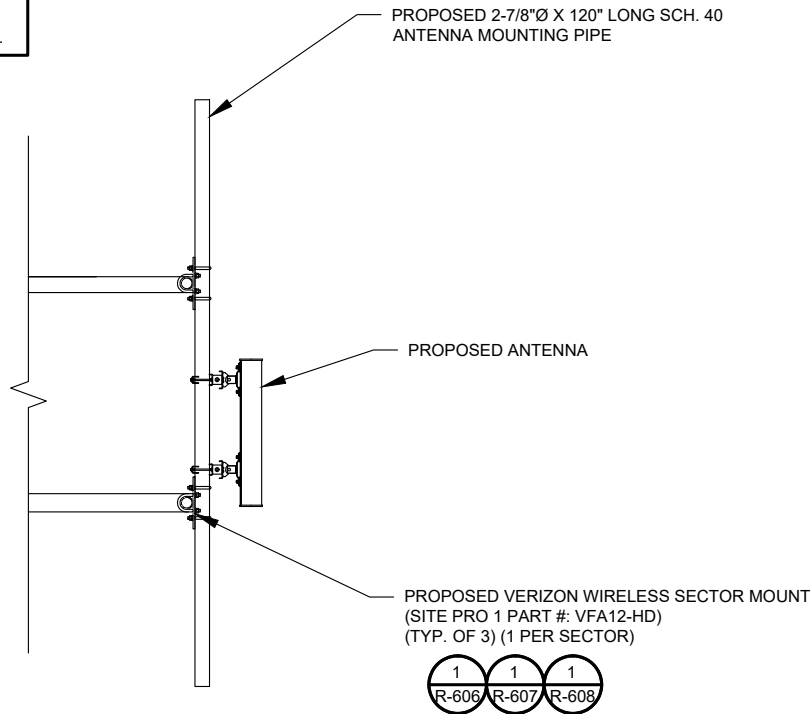 PROPOSED 2-7/8"Ø X 120" LONG SCH. 40
ANTENNA MOUNTING PIPE
PROPOSED ANTENNA
PROPOSED VERIZON WIRELESS SECTOR MOUNT
(SITE PRO 1 PART #: VFA12-HD)
(TYP. OF 3) (1 PER SECTOR)
1 1 1
R-606 R-607 R-608